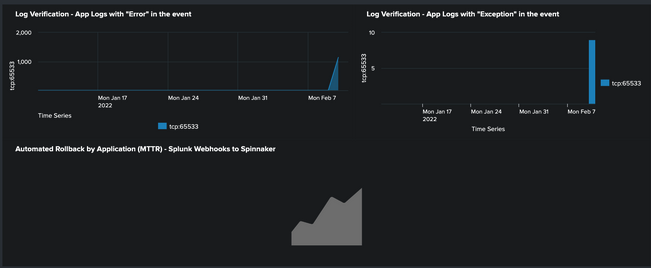 Log Verification - App Logs with "Error" in the event
2,000
1,000
tcp:65533
Mon Jan 17
2022
Mon Jan 24
Mon Jan 31
Mon Feb 7
Time Series
tcp:65533
Log Verification - App Logs with "Exception" in the event
10
5
tcp:65533
Mon Jan 17
2022
Mon Jan 24
Mon Jan 31
Mon Feb 7
Time Series
tcp:65533
Automated Rollback by Application (MTTR) - Splunk Webhooks to Spinnaker